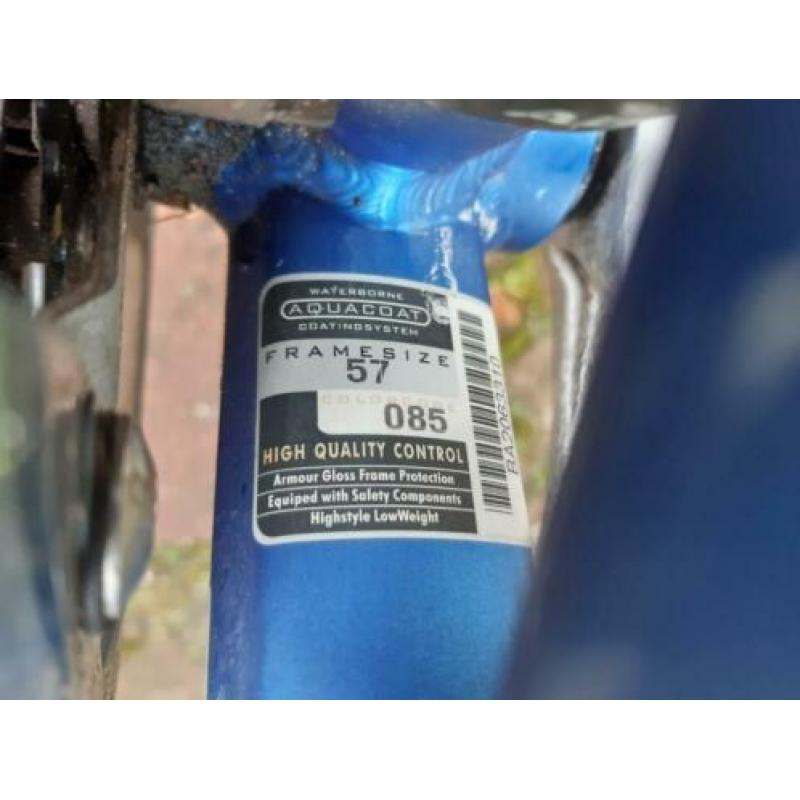 WATERBORNE
AQUACOAT
COATINGSYSTEM
FRAMESIZE
57
COLORCODE
085
HIGH QUALITY CONTROL
Armour Gloss Frame Protection
Equiped with Safety Components
Highstyle LowWeight